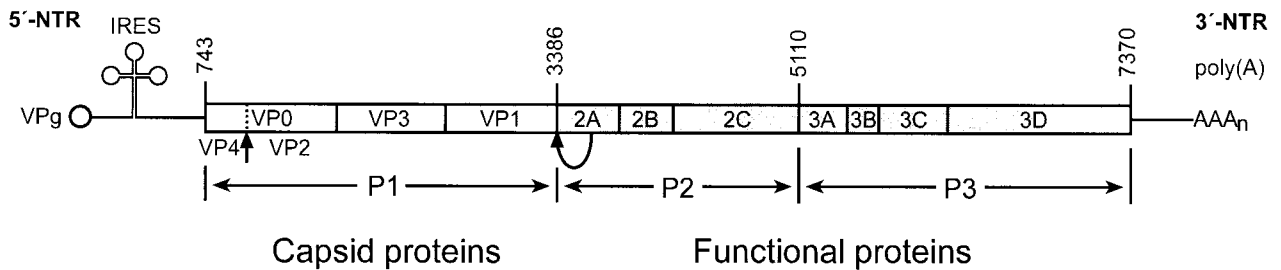 5´-NTR
IRES
743
3386
5110
7370
3´-NTR
poly(A)
VPg
VP0
VP3
VP1
2A
2B
2C
3A
3B
3C
3D
AAAn
VP4
VP2
P1
P2
P3
Capsid proteins
Functional proteins